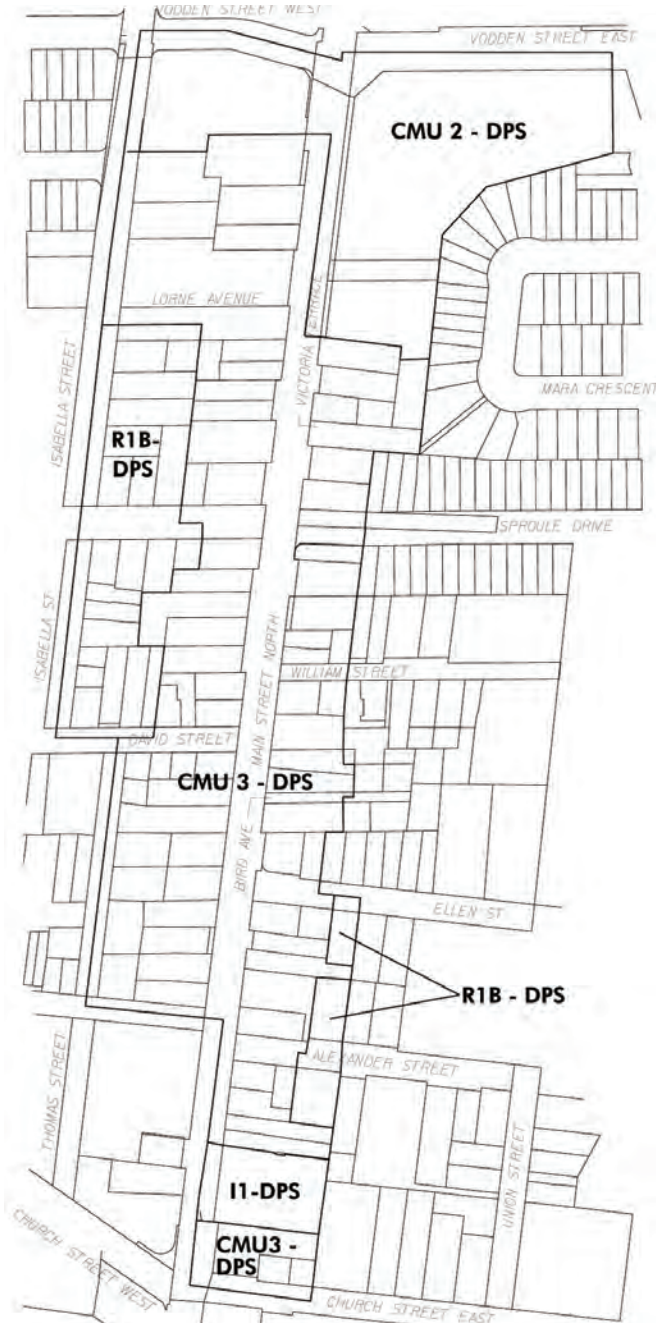 VODDEN STREET WEST
VODDEN STREET EAST
CMU 2 - DPS
LORNE AVENUE
VICTORIA TERRACE
ISABELLA STREET
MARA CRESCENT
R1B-
DPS
SPROULE DRIVE
ISABELLA ST
MAIN STREET NORTH
WILLIAM STREET
DAVID STREET
CMU 3 - DPS
BIRD AVE
ELLEN ST
R1B - DPS
ALEXANDER STREET
THOMAS STREET
UNION STREET
I1-DPS
CHURCH STREET WEST
CMU3 -
DPS
CHURCH STREET EAST